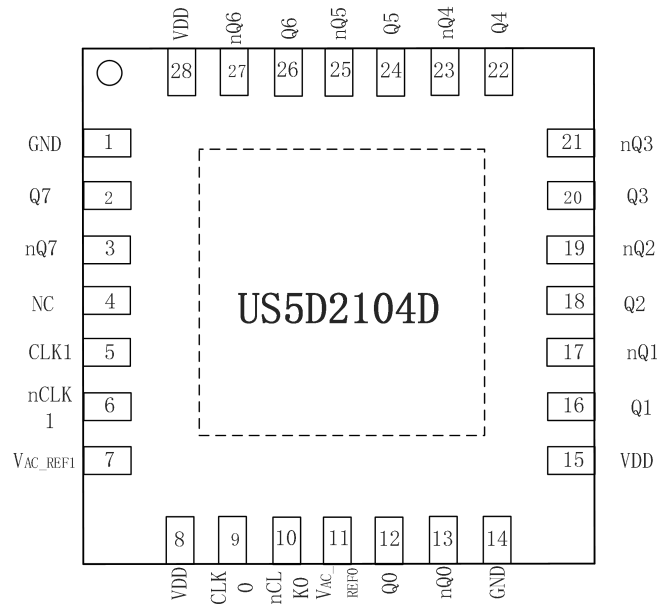 VDD
nQ6
Q6
nQ5
Q5
nQ4
Q4
28
27
26
25
24
23
22
GND
1
21
nQ3
Q7
2
20
Q3
nQ7
3
19
nQ2
NC
4
US5D2104D
18
Q2
CLK1
5
17
nQ1
nCLK
1
6
16
Q1
VAC_REF1
7
15
VDD
8
9
10
11
12
13
14
VDD
CLK
0
nCL
K0
VAC_
REF0
Q0
nQ0
GND